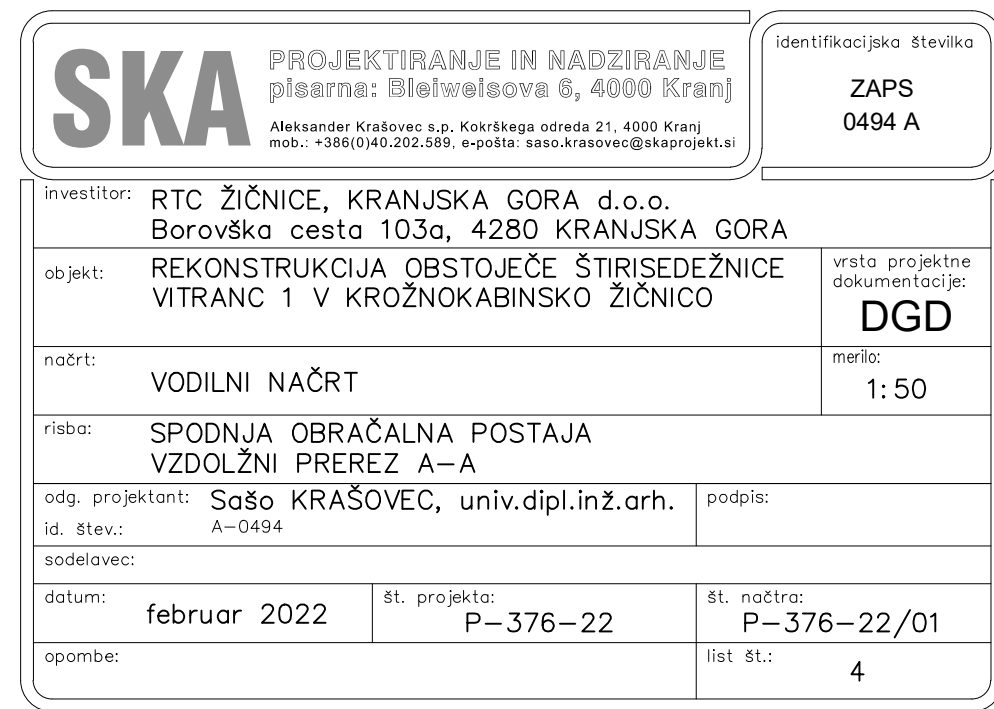 SKA
PROJEKTIRANJE IN NADZIRANJE
pisarna: Bleiweisova 6, 4000 Kranj
Aleksander Krašovec s.p. Kokrškega odreda 21, 4000 Kranj
mob.: +386(0)40.202.589, e-pošta: saso.krasovec@skaprojekt.si
identifikacijska številka
ZAPS
0494 A
investitor: RTC ŽIČNICE, KRANJSKA GORA d.o.o.
Borovška cesta 103a, 4280 KRANJSKA GORA
objekt: REKONSTRUKCIJA OBSTOJEČE ŠTIRISEDEŽNICE
VITRANC 1 V KROŽNOKABINSKO ŽIČNICO
vrsta projektne
dokumentacije:
DGD
načrt:
VODILNI NAČRT
merilo:
1:50
risba: SPODNJA OBRAČALNA POSTAJA
VZDOLŽNI PREREZ A-A
odg. projektant: Sašo KRAŠOVEC, univ.dipl.inž.arh.
id. štev.: A-0494
podpis:
sodelavec:
datum: februar 2022
št. projekta:
P-376-22
št. načtra:
P-376-22/01
opombe:
list št.:
4